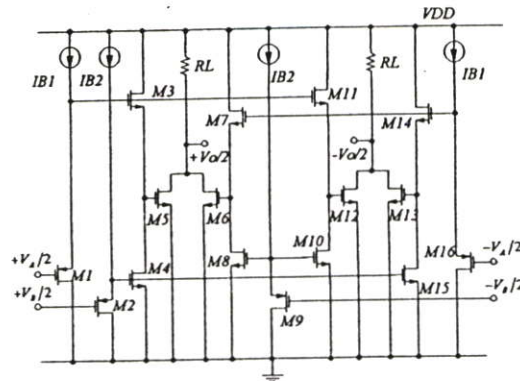 VDD
RL
RL
IB1 IB2
IB2
IB1
M3
M11
M7
M14
+Vo/2
-Vo/2
M5
M6
M12
M13
+VA/2
M1
M4
M8
M10
M16
-VA/2
+VB/2
M2
M9
M15
-VB/2